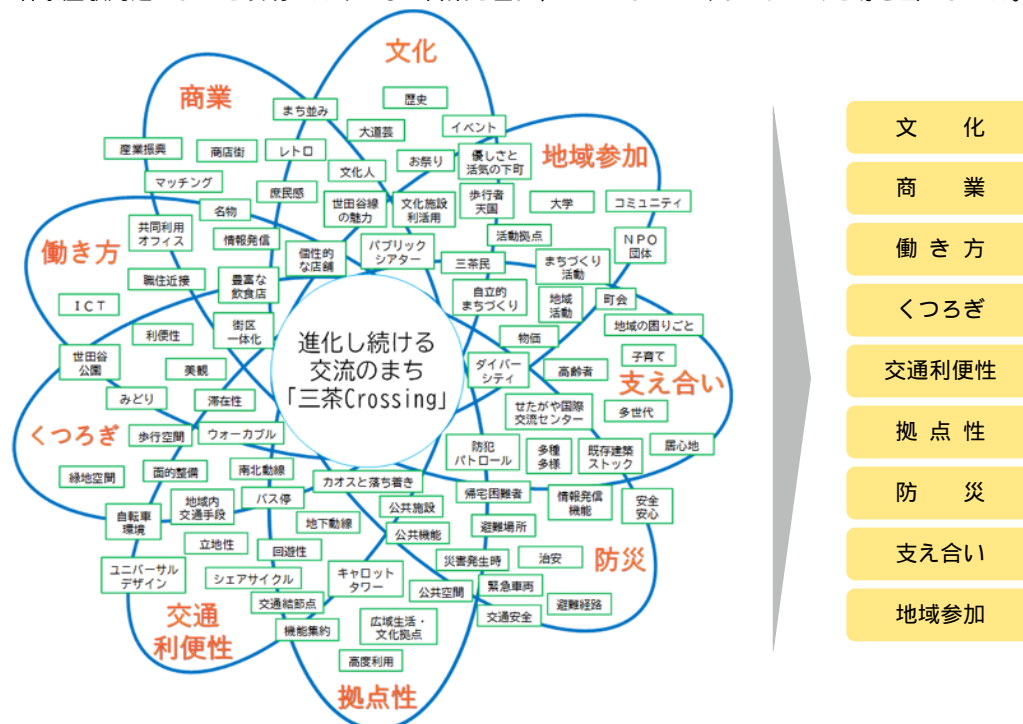 文化
歴史
まち並み
大道芸
イベント
商業
産業振興
商店街
レトロ
文化人
お祭り
優しさと
活気の下町
地域参加
マッチング
庶民感
世田谷線
の魅力
文化施設
利活用
歩行者
天国
大学
コミュニティ
名物
共同利用
オフィス
情報発信
個性的
な店舗
パブリック
シアター
活動拠点
三茶民
まちづくり
活動
NPO
団体
働き方
職住近接
豊富な
飲食店
自立的
まちづくり
地域
活動
町会
ICT
利便性
街区
一体化
進化し続ける
交流のまち
「三茶Crossing」
物価
地域の困りごと
世田谷
公園
美観
ダイバー
シティ
高齢者
子育て
支え合い
みどり
滞在性
せたがや国際
交流センター
多世代
くつろぎ
歩行空間
ウォーカブル
防犯
パトロール
多種
多様
既存建築
ストック
居心地
緑地空間
面的整備
南北動線
カオスと落ち着き
自転車
環境
地域内
交通手段
バス停
地下動線
公共施設
帰宅困難者
情報発信
機能
安全
安心
公共機能
避難場所
立地性
回遊性
災害発生時
治安
防災
ユニバーサル
デザイン
シェアサイクル
キャロット
タワー
公共空間
緊急車両
避難経路
交通結節点
交通安全
交通
利便性
機能集約
広域生活・
文化拠点
高度利用
拠点性
文化
商業
働き方
くつろぎ
交通利便性
拠点性
防災
支え合い
地域参加